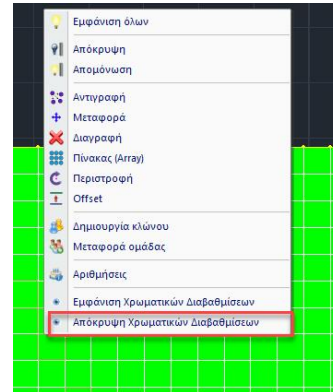 Εμφάνιση όλων
Απόκρυψη
Απομόνωση
Αντιγραφή
Μεταφορά
Διαγραφή
Πίνακας (Array)
Περιστροφή
Offset
Δημιουργία κλώνου
Μεταφορά ομάδας
Αριθμήσεις
Εμφάνιση Χρωματικών Διαβαθμίσεων
Απόκρυψη Χρωματικών Διαβαθμίσεων